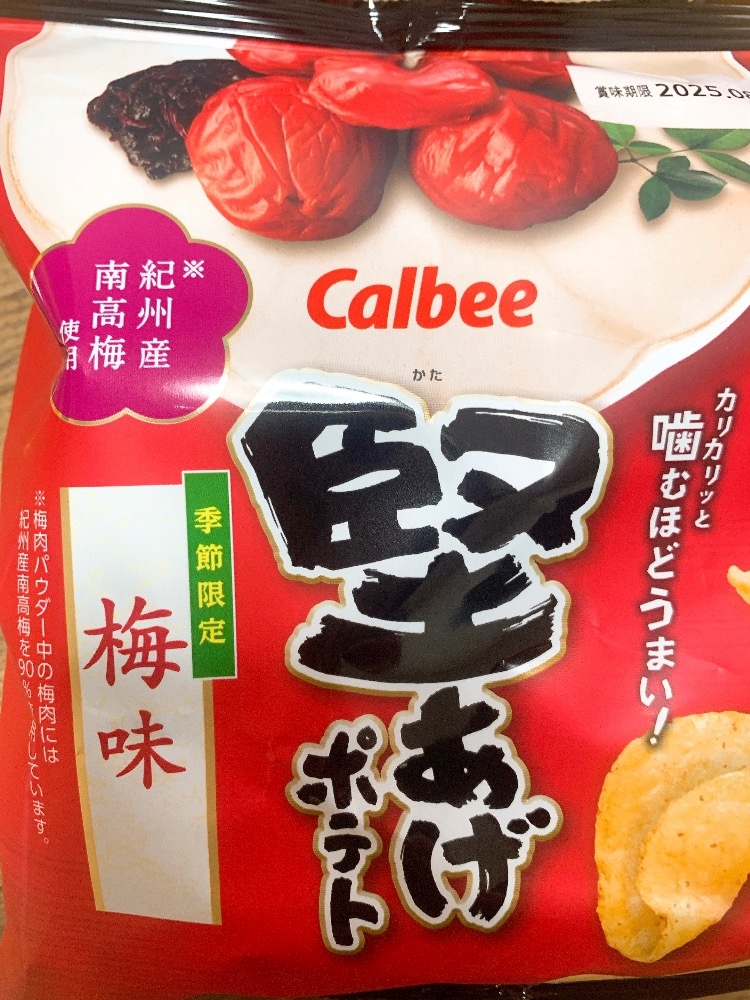 賞味期限 2025.08
Calbee
※
紀州産
南高梅
使用
かた
堅あげ
ポテト
カリカリッと
噛むほどうまい!
季節限定
梅味
※梅肉パウダー中の梅肉には
紀州産南高梅を90%使用しています。